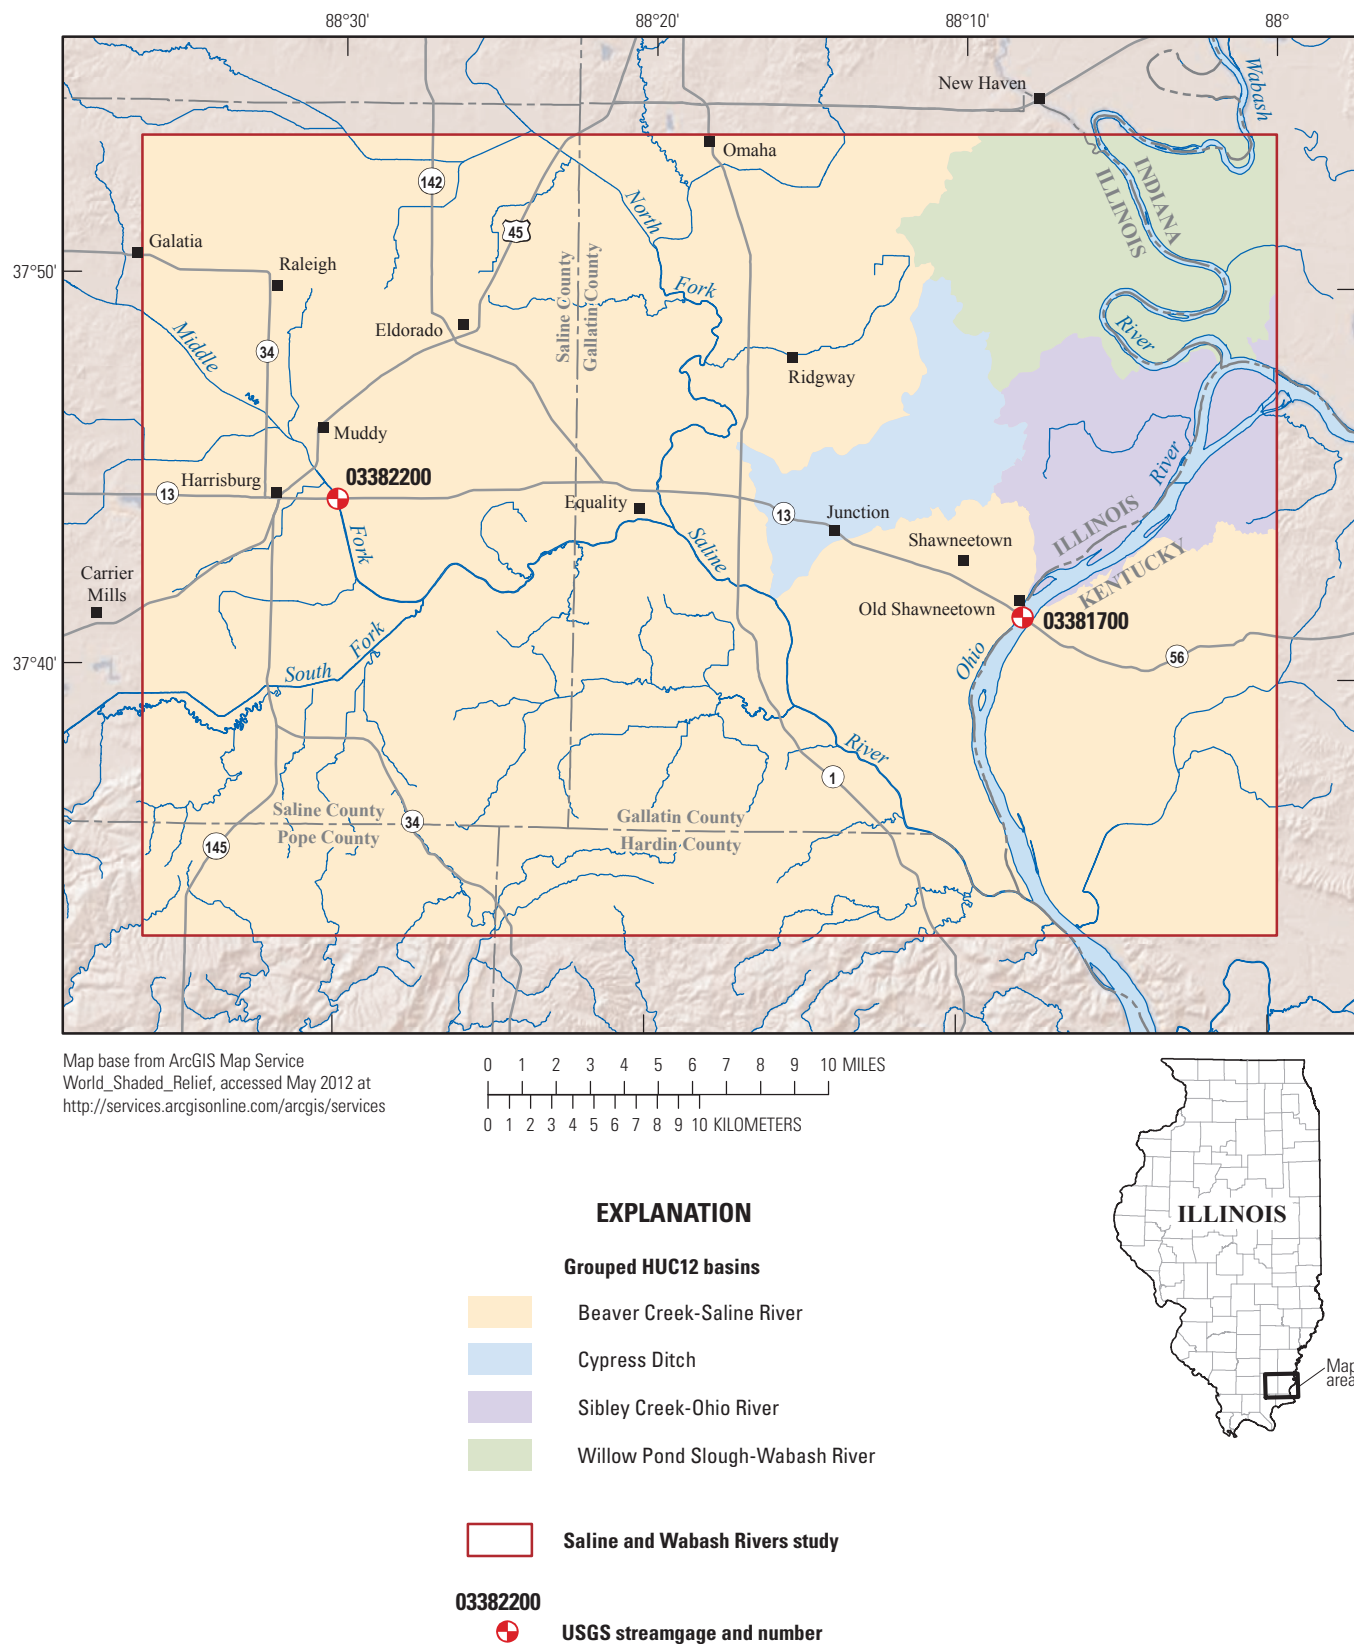 88°30'
88°20'
88°10'
88°
New Haven
Wabash
Omaha
142
North
INDIANA
ILLINOIS
45
Galatia
Saline County
Gallatin County
37°50'
Raleigh
Fork
Eldorado
Middle
River
34
Ridgway
Muddy
River
03382200
Harrisburg
13
Equality
13
Junction
ILLINOIS
Fork
Saline
Shawneetown
KENTUCKY
Carrier
Mills
Old Shawneetown
03381700
Fork
37°40'
South
Ohio
56
River
1
Saline County
Gallatin County
34
Pope County
Hardin County
145
Map base from ArcGIS Map Service
World_Shaded_Relief, accessed May 2012 at
http://services.arcgisonline.com/arcgis/services
0 1 2 3 4 5 6 7 8 9 10 MILES
0 1 2 3 4 5 6 7 8 9 10 KILOMETERS
ILLINOIS
Map
area
EXPLANATION
Grouped HUC12 basins
Beaver Creek-Saline River
Cypress Ditch
Sibley Creek-Ohio River
Willow Pond Slough-Wabash River
Saline and Wabash Rivers study
03382200
USGS streamgage and number